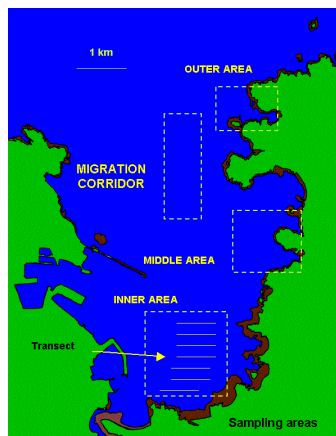 1 km
OUTER AREA
MIGRATION
CORRIDOR
MIDDLE AREA
INNER AREA
Transect
Sampling areas